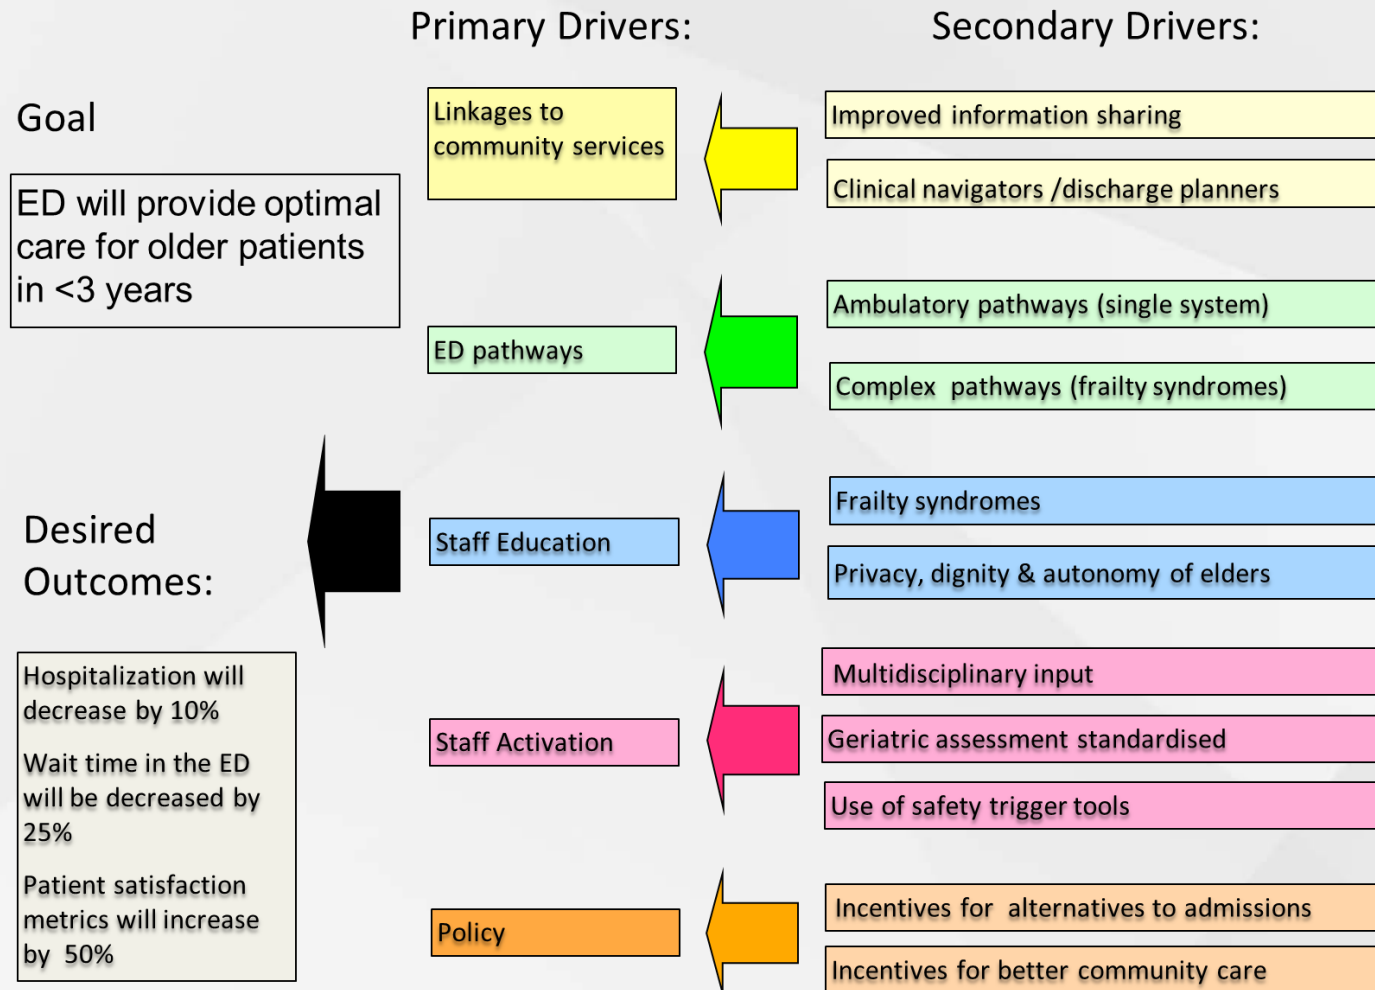 Primary Drivers:
Secondary Drivers:
Goal
ED will provide optimal
care for older patients
in <3 years
Desired
Outcomes:
Hospitalization will
decrease by 10%
Wait time in the ED
will be decreased by
25%
Patient satisfaction
metrics will increase
by 50%
Linkages to
community services
Improved information sharing
Clinical navigators /discharge planners
ED pathways
Ambulatory pathways (single system)
Complex pathways (frailty syndromes)
Staff Education
Frailty syndromes
Privacy, dignity & autonomy of elders
Staff Activation
Multidisciplinary input
Geriatric assessment standardised
Use of safety trigger tools
Policy
Incentives for alternatives to admissions
Incentives for better community care